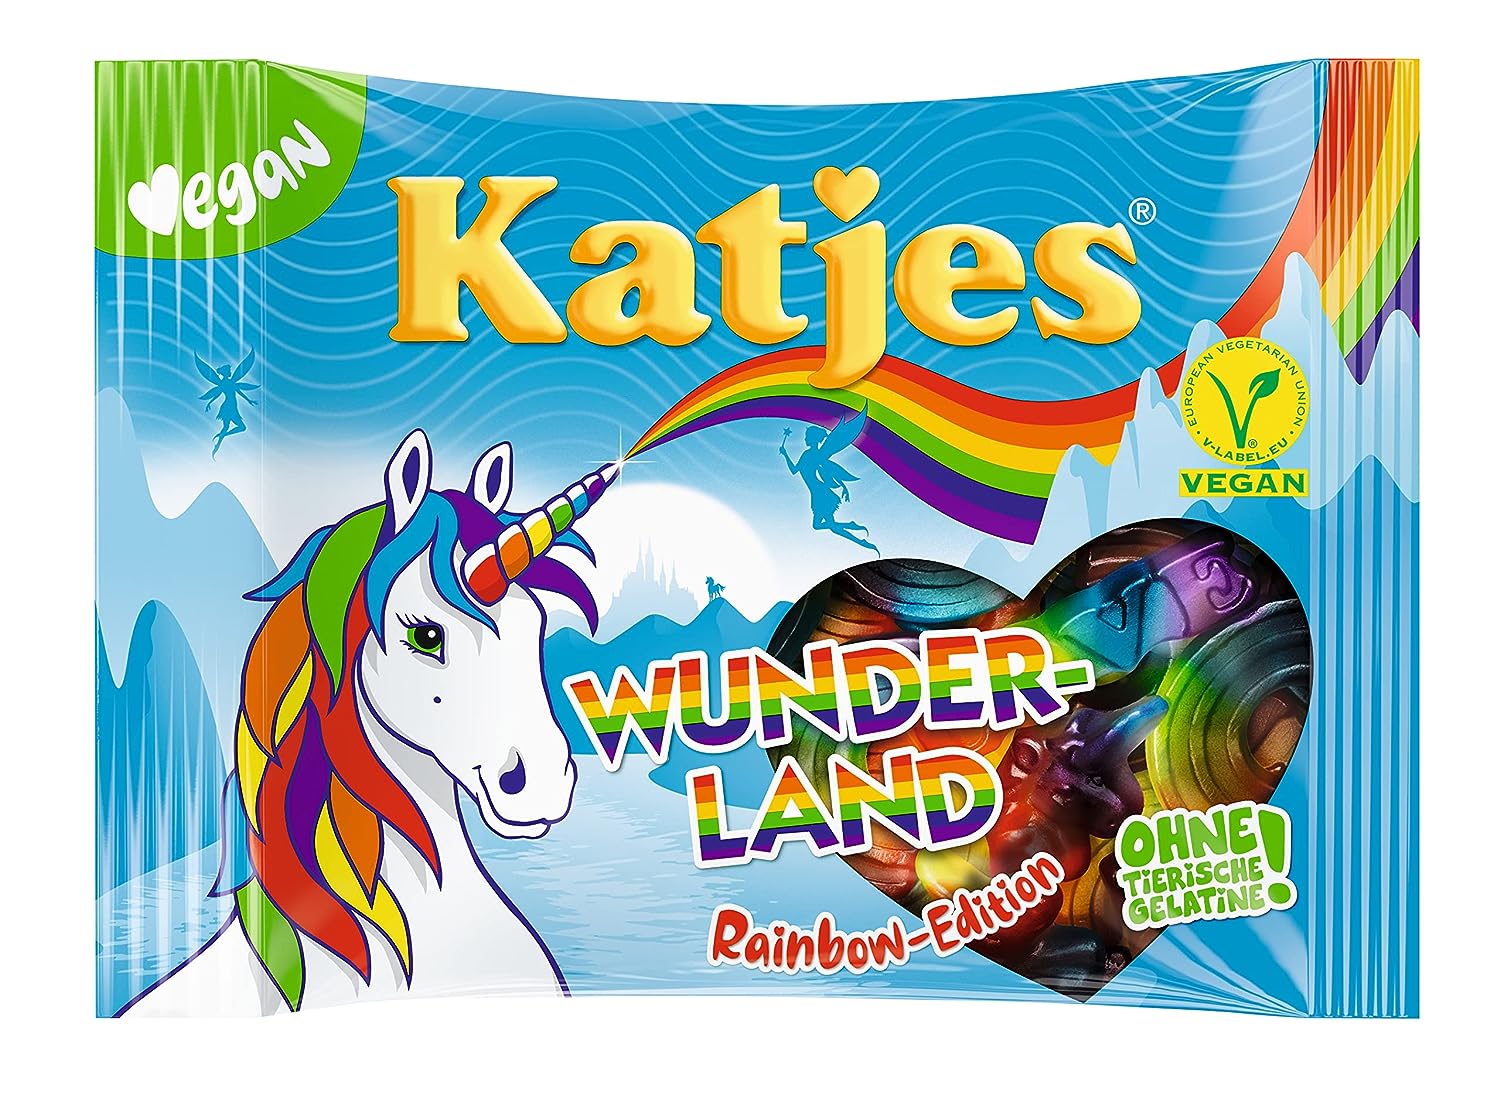 Vegan
Katjes®
EUROPEAN VEGETARIAN UNION
V-LABEL.EU
VEGAN
WUNDER-
LAND
Rainbow-Edition
OHNE
TIERISCHE
GELATINE!